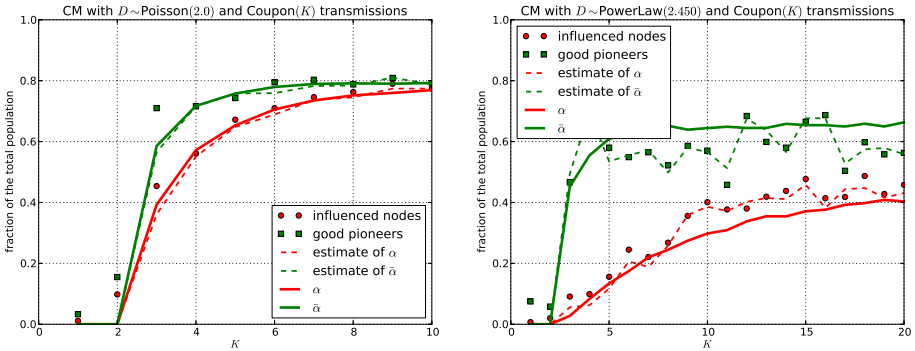 CM with D∼Poisson(2.0) and Coupon(K) transmissions
fraction of the total population
1.0
0.8
0.6
0.4
0.2
0.0
0 2 4 6 8 10
K
influenced nodes
good pioneers
estimate of α
estimate of ᾱ
α
ᾱ
CM with D∼PowerLaw(2.450) and Coupon(K) transmissions
fraction of the total population
1.0
0.8
0.6
0.4
0.2
0.0
0 5 10 15 20
K
influenced nodes
good pioneers
estimate of α
estimate of ᾱ
α
ᾱ